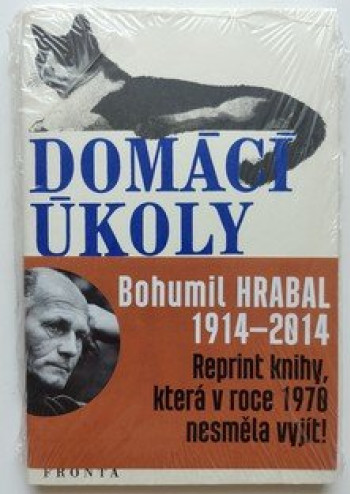 DOMÁCÍ
ÚKOLY
Bohumil HRABAL
1914–2014
Reprint knihy,
která v roce 1970
nesměla vyjít!
FRONTA